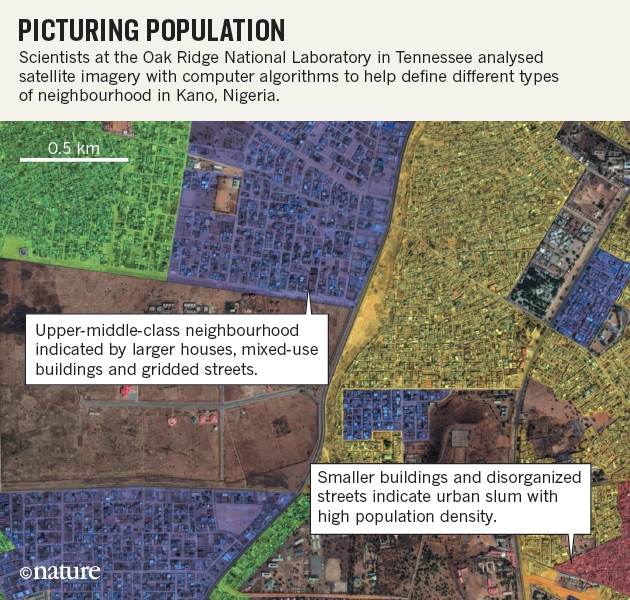 PICTURING POPULATION
Scientists at the Oak Ridge National Laboratory in Tennessee analysed
satellite imagery with computer algorithms to help define different types
of neighbourhood in Kano, Nigeria.
0.5 km
Upper-middle-class neighbourhood
indicated by larger houses, mixed-use
buildings and gridded streets.
Smaller buildings and disorganized
streets indicate urban slum with
high population density.
©nature